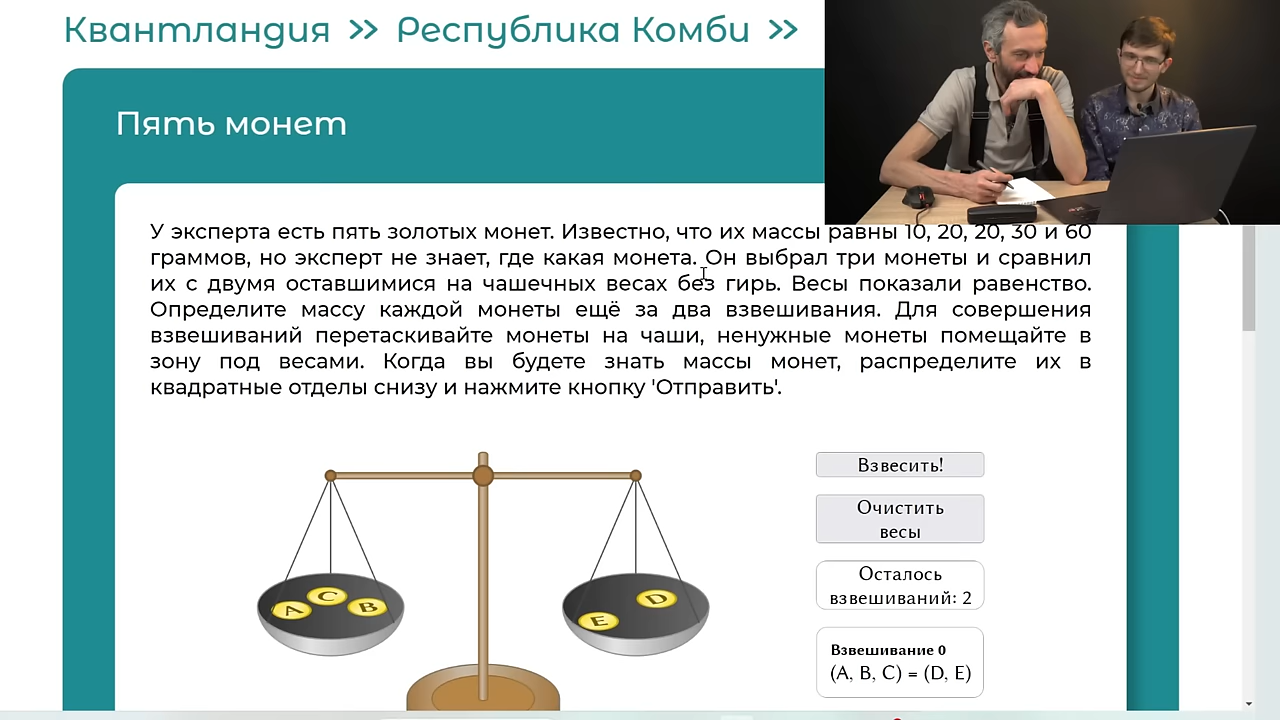 Квантландия >> Республика Комби >>
Пять монет
У эксперта есть пять золотых монет. Известно, что их массы равны 10, 20, 20, 30 и 60
граммов, но эксперт не знает, где какая монета. Он выбрал три монеты и сравнил
их с двумя оставшимися на чашечных весах без гирь. Весы показали равенство.
Определите массу каждой монеты ещё за два взвешивания. Для совершения
взвешиваний перетаскивайте монеты на чаши, ненужные монеты помещайте в
зону под весами. Когда вы будете знать массы монет, распределите их в
квадратные отделы снизу и нажмите кнопку 'Отправить'.
Взвесить!
Очистить
весы
Осталось
взвешиваний: 2
Взвешивание 0
(A, B, C) = (D, E)
A C B
E D